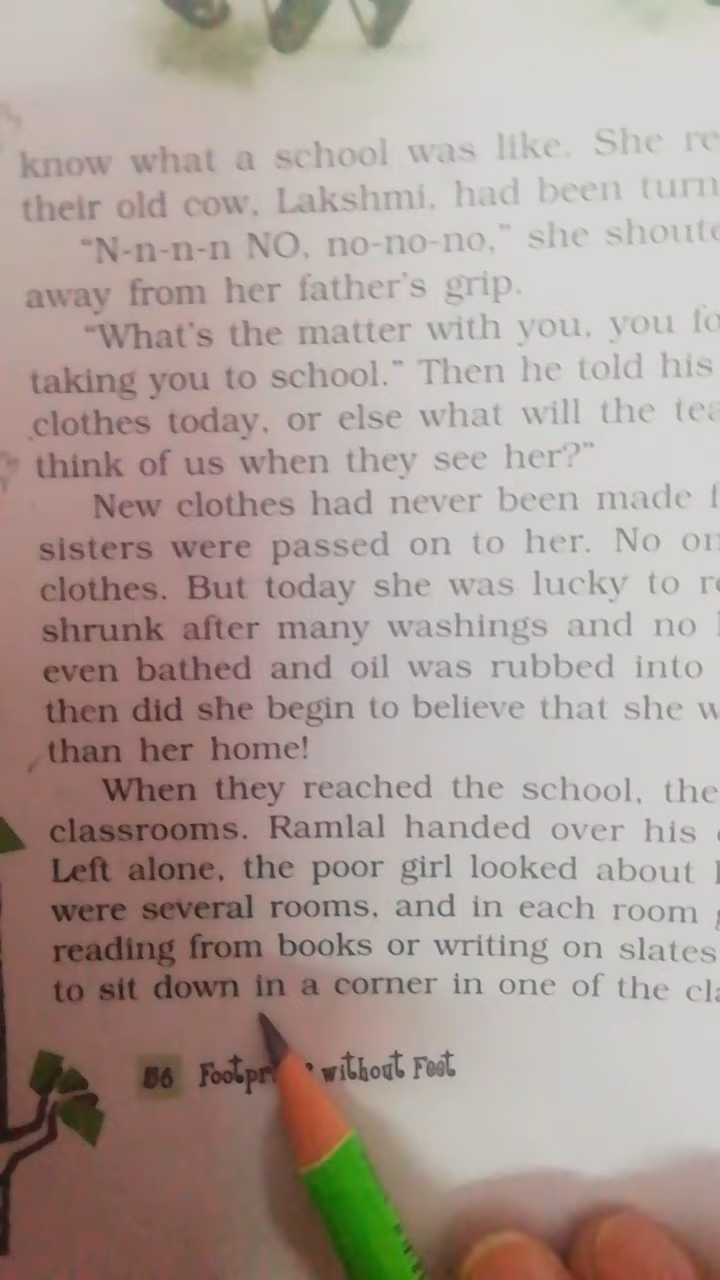 know what a school was like. She re
their old cow, Lakshmi, had been turn
“N-n-n-n NO, no-no-no,” she shoute
away from her father’s grip.
“What’s the matter with you, you fo
taking you to school.” Then he told his
clothes today, or else what will the tea
think of us when they see her?”
New clothes had never been made f
sisters were passed on to her. No on
clothes. But today she was lucky to re
shrunk after many washings and no
even bathed and oil was rubbed into
then did she begin to believe that she w
than her home!
When they reached the school, the
classrooms. Ramlal handed over his
Left alone, the poor girl looked about
were several rooms, and in each room
reading from books or writing on slates
to sit down in a corner in one of the cla
56 Footpr without Feet